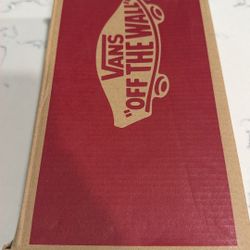 VANS
"OFF THE WALL"